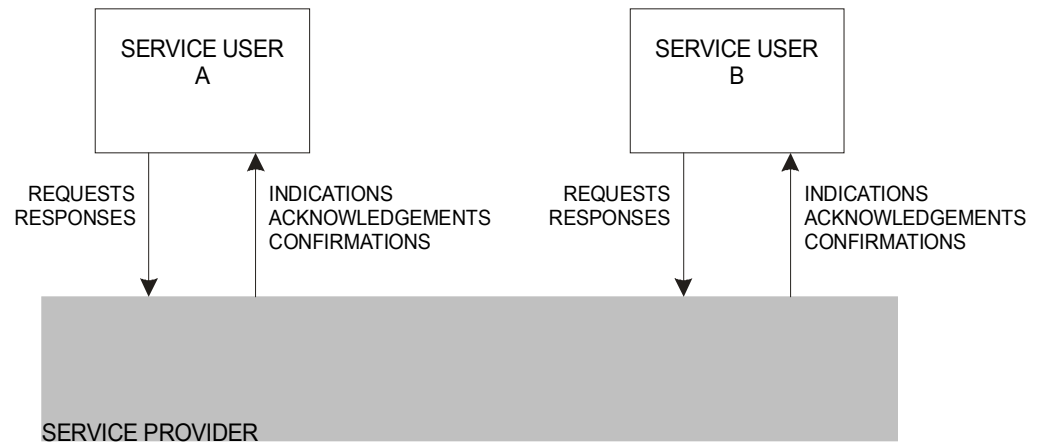 SERVICE USER
A
SERVICE USER
B
REQUESTS
RESPONSES
INDICATIONS
ACKNOWLEDGEMENTS
CONFIRMATIONS
REQUESTS
RESPONSES
INDICATIONS
ACKNOWLEDGEMENTS
CONFIRMATIONS
SERVICE PROVIDER